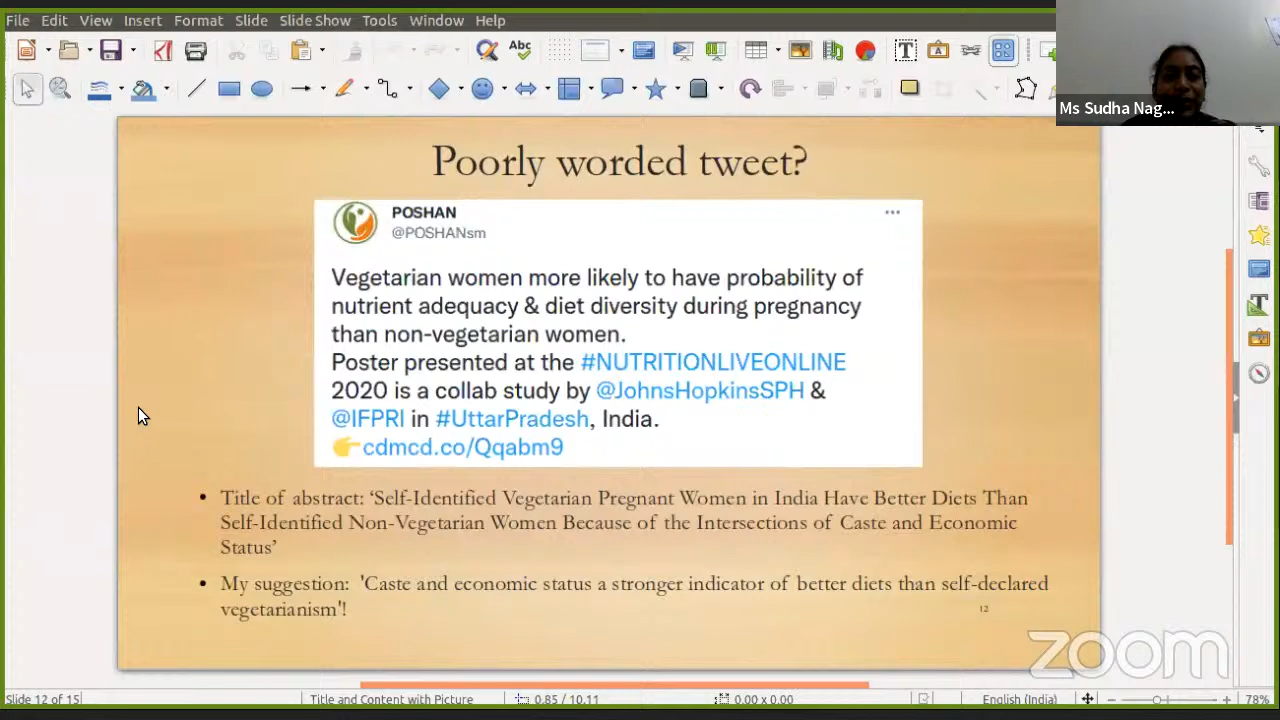 File Edit View Insert Format Slide Slide Show Tools Window Help
Abc
Ms Sudha Nag...
Poorly worded tweet?
POSHAN
@POSHANsm
Vegetarian women more likely to have probability of
nutrient adequacy & diet diversity during pregnancy
than non-vegetarian women.
Poster presented at the #NUTRITIONLIVEONLINE
2020 is a collab study by @JohnsHopkinsSPH &
@IFPRI in #UttarPradesh, India.
👉cdmcd.co/Qqabm9
• Title of abstract: ‘Self-Identified Vegetarian Pregnant Women in India Have Better Diets Than
Self-Identified Non-Vegetarian Women Because of the Intersections of Caste and Economic
Status’
• My suggestion: 'Caste and economic status a stronger indicator of better diets than self-declared
vegetarianism'!
12
zoom
Slide 12 of 15 Title and Content with Picture 0.85 / 10.11 0.00 x 0.00 English (India) 78%